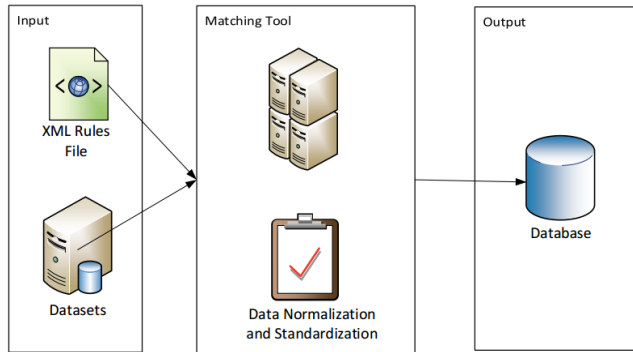 Input
XML Rules
File
Datasets
Matching Tool
Data Normalization
and Standardization
Output
Database